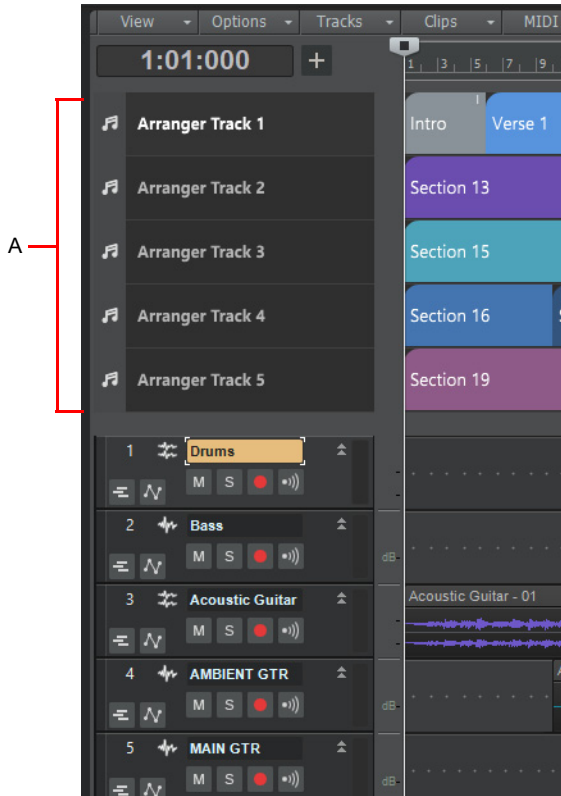 View Options Tracks Clips MIDI
1:01:000 +
1 3 5 7 9
A
Arranger Track 1 Intro Verse 1
Arranger Track 2 Section 13
Arranger Track 3 Section 15
Arranger Track 4 Section 16
Arranger Track 5 Section 19
1 Drums
M S
2 Bass
M S dB-
3 Acoustic Guitar Acoustic Guitar - 01
M S
4 AMBIENT GTR
M S dB-
5 MAIN GTR
M S dB-